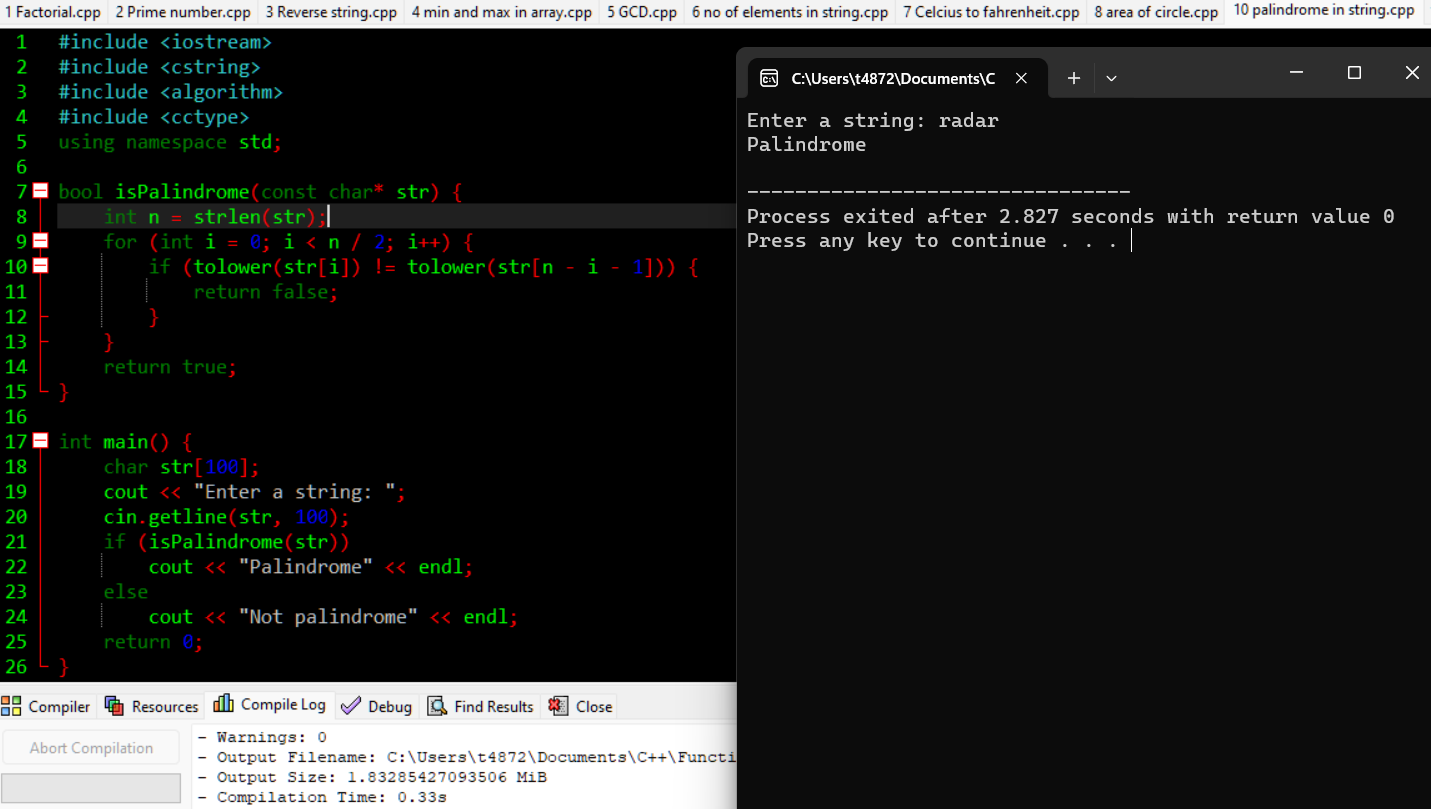 1 Factorial.cpp 2 Prime number.cpp 3 Reverse string.cpp 4 min and max in array.cpp 5 GCD.cpp 6 no of elements in string.cpp 7 Celcius to fahrenheit.cpp 8 area of circle.cpp 10 palindrome in string.cpp
1 #include <iostream>
2 #include <cstring>
3 #include <algorithm>
4 #include <cctype>
5 using namespace std;
6
7 bool isPalindrome(const char* str) {
8     int n = strlen(str);
9     for (int i = 0; i < n / 2; i++) {
10         if (tolower(str[i]) != tolower(str[n - i - 1])) {
11             return false;
12         }
13     }
14     return true;
15 }
16
17 int main() {
18     char str[100];
19     cout << "Enter a string: ";
20     cin.getline(str, 100);
21     if (isPalindrome(str))
22         cout << "Palindrome" << endl;
23     else
24         cout << "Not palindrome" << endl;
25     return 0;
26 }
C:\Users\t4872\Documents\C
Enter a string: radar
Palindrome
--------------------------------
Process exited after 2.827 seconds with return value 0
Press any key to continue . . .
Compiler Resources Compile Log Debug Find Results Close
Abort Compilation
- Warnings: 0
- Output Filename: C:\Users\t4872\Documents\C++\Functi
- Output Size: 1.83285427093506 MiB
- Compilation Time: 0.33s